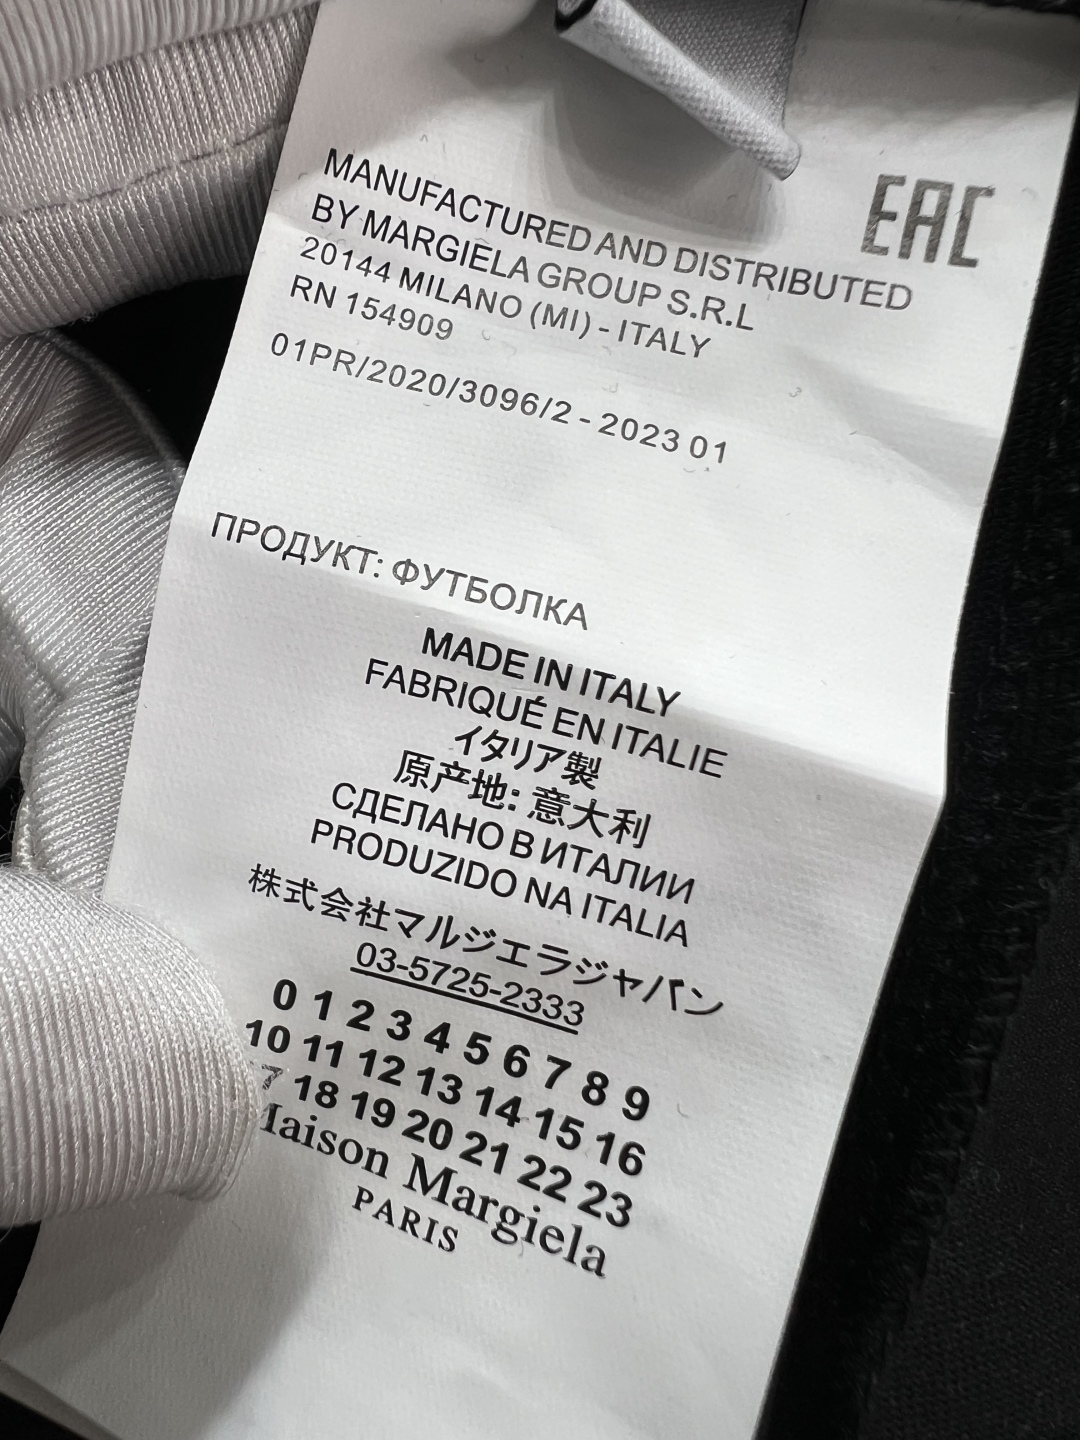 EAC
MANUFACTURED AND DISTRIBUTED
BY MARGIELA GROUP S.R.L
20144 MILANO (MI) - ITALY
RN 154909
01PR/2020/3096/2 - 2023 01
ПРОДУКТ: ФУТБОЛКА
MADE IN ITALY
FABRIQUÉ EN ITALIE
イタリア製
原产地: 意大利
СДЕЛАНО В ИТАЛИИ
PRODUZIDO NA ITALIA
株式会社マルジェラジャパン
03-5725-2333
0 1 2 3 4 5 6 7 8 9
10 11 12 13 14 15 16
7 18 19 20 21 22 23
Margiela
PARIS